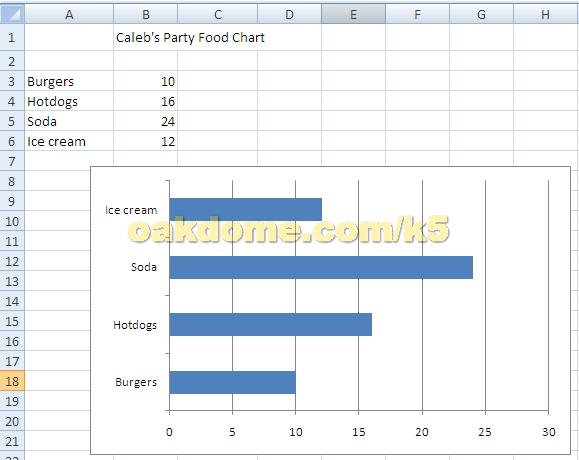 A B C D E F G H
1 Caleb's Party Food Chart
2
3 Burgers 10
4 Hotdogs 16
5 Soda 24
6 Ice cream 12
7
8
9
10
11
12
13
14
15
16
17
18
19
20
21
22
Ice cream
oakdome.com/k5
Soda
Hotdogs
Burgers
0 5 10 15 20 25 30